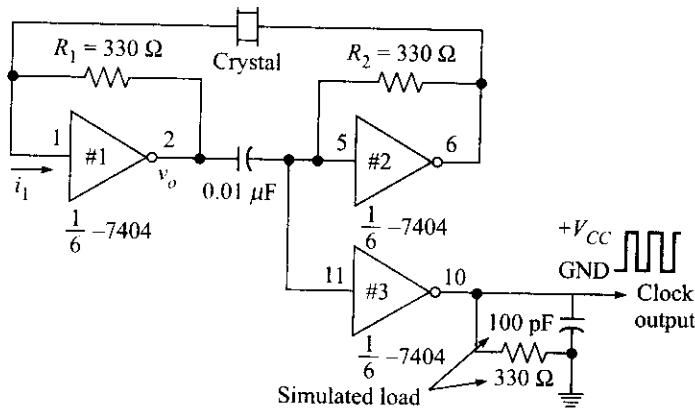 R₁ = 330 Ω
Crystal
R₂ = 330 Ω
1
#1
2
i₁
vₒ
0.01 μF
5
#2
6
1/6 –7404
1/6 –7404
+V_CC
GND
11
#3
10
Clock
output
100 pF
1/6 –7404
330 Ω
Simulated load